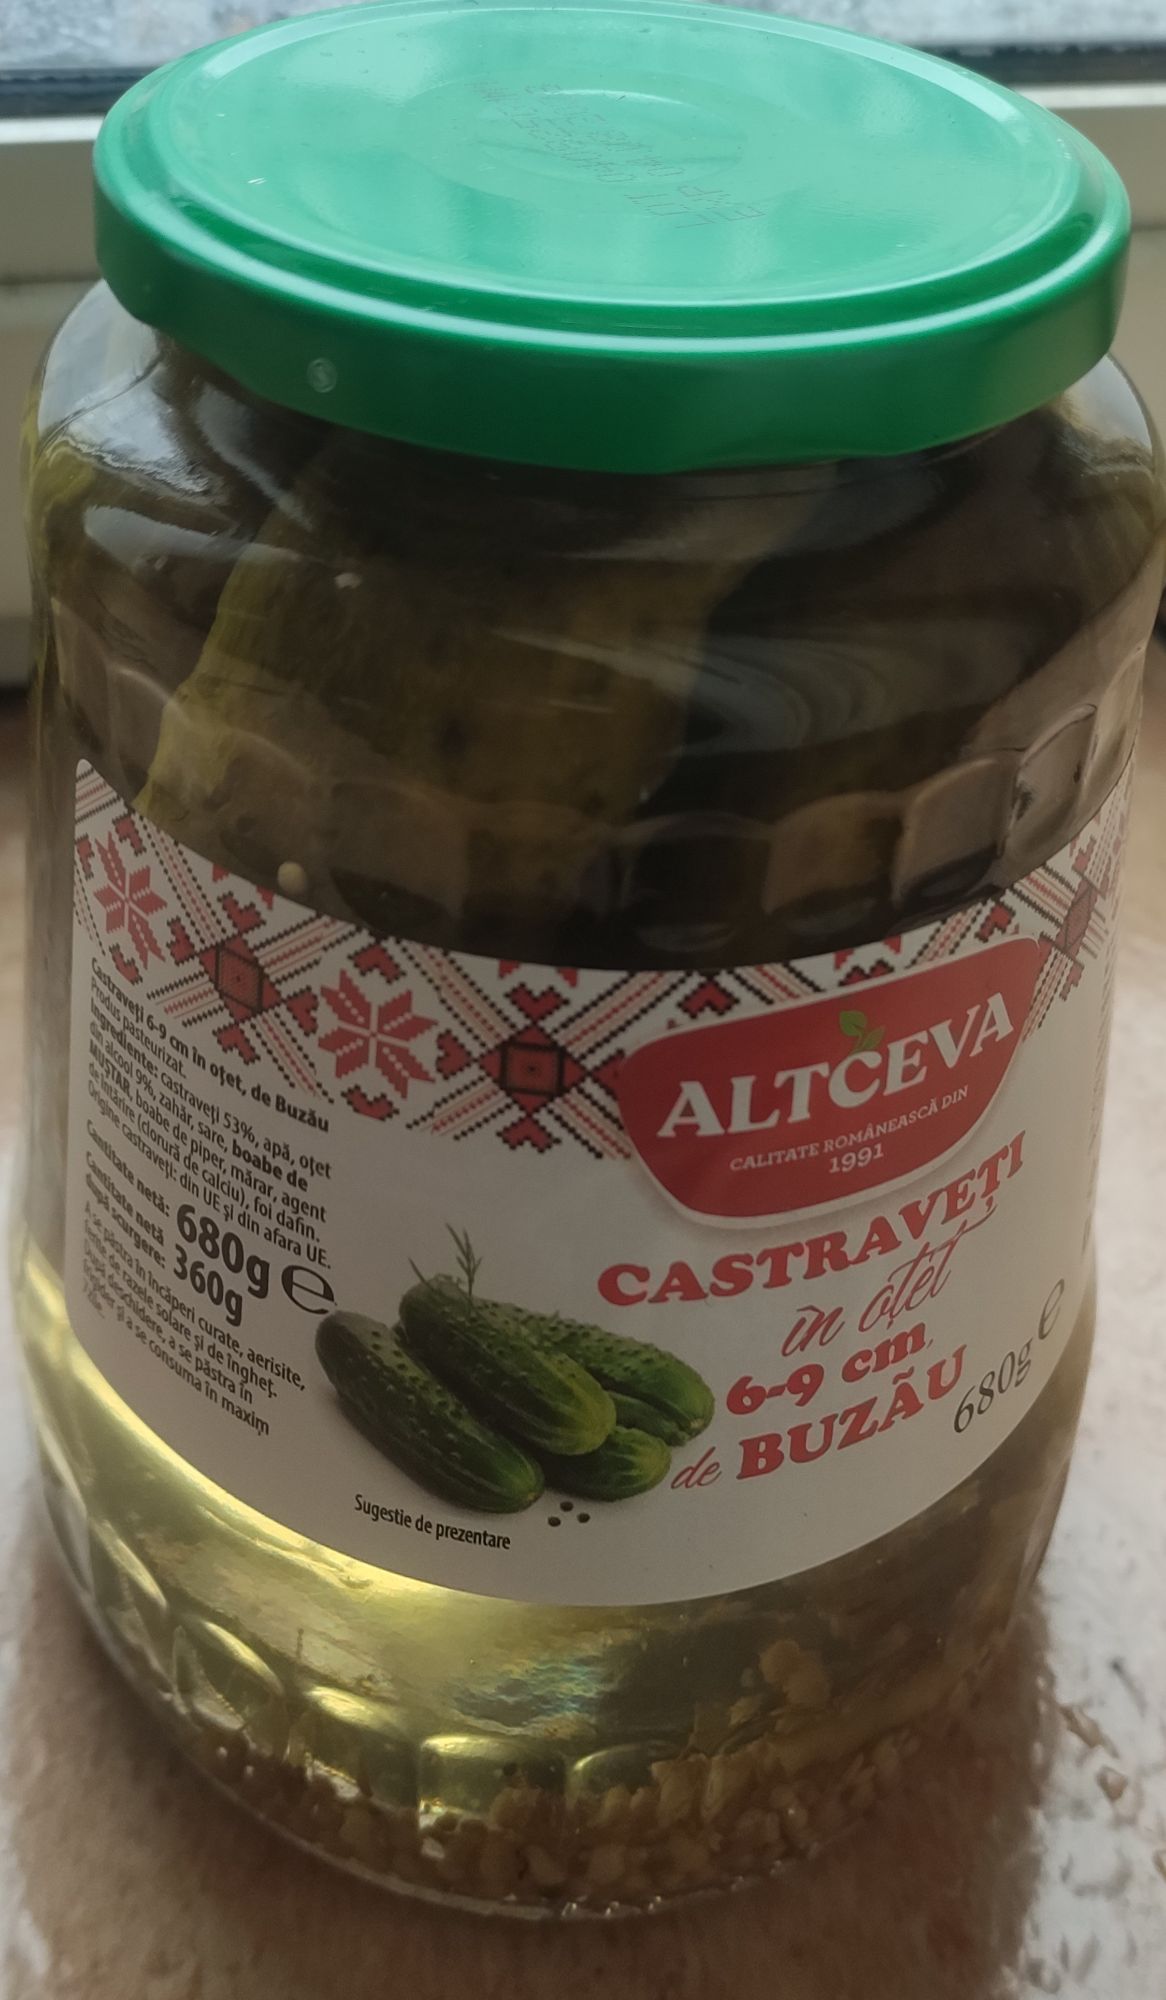 LOT
EXP
Castraveți 6-9 cm în oțet, de Buzău
Produs pasteurizat.
Ingrediente: castraveți 53%, apă, oțet
din alcool 9%, zahăr, sare, boabe de
MUȘTAR, boabe de piper, mărar, agent
de întărire (clorură de calciu), foi dafin.
Origine castraveți: din UE și din afara UE.
Cantitate netă: 680g e
Cantitate netă
după scurgere: 360g
A se păstra în încăperi curate, aerisite,
ferite de razele solare și de îngheț.
După deschidere, a se păstra în
frigider și a se consuma în maxim
ALTCEVA
CALITATE ROMÂNEASCĂ DIN
1991
CASTRAVEȚI
în oțet
6-9 cm,
de BUZĂU
680g e
Sugestie de prezentare